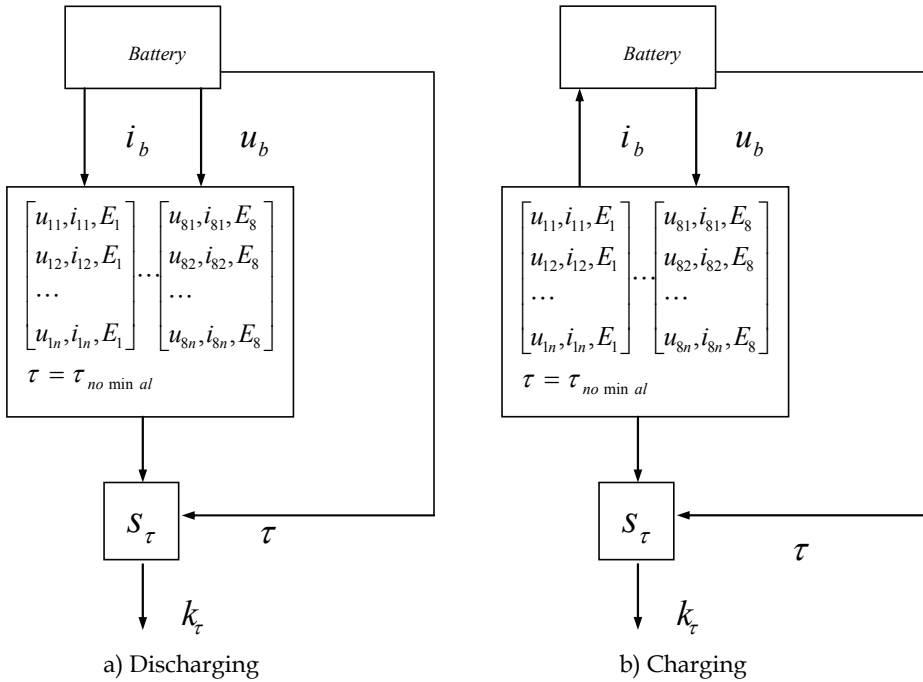 Battery
i_b u_b
[u_11, i_11, E_1] [u_81, i_81, E_8]
[u_12, i_12, E_1] ... [u_82, i_82, E_8]
... ...
[u_1n, i_1n, E_1] [u_8n, i_8n, E_8]
τ = τ_no min al
s_τ
τ
k_τ
a) Discharging
Battery
i_b u_b
[u_11, i_11, E_1] [u_81, i_81, E_8]
[u_12, i_12, E_1] ... [u_82, i_82, E_8]
... ...
[u_1n, i_1n, E_1] [u_8n, i_8n, E_8]
τ = τ_no min al
s_τ
τ
k_τ
b) Charging